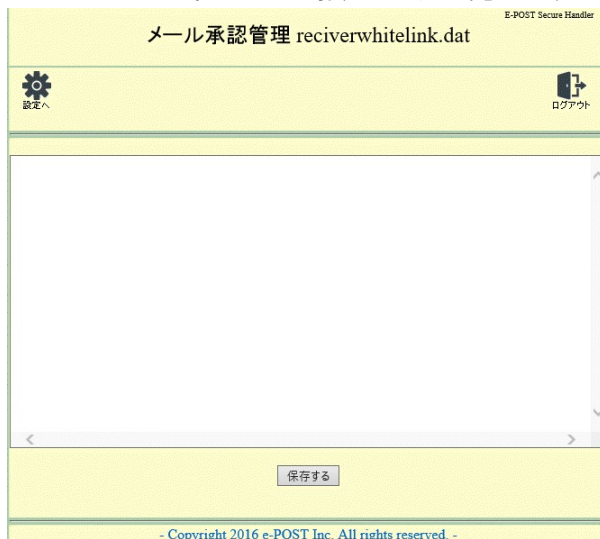 E-POST Secure Handler
メール承認管理 reciverwhitelink.dat
設定へ
ログアウト
保存する
- Copyright 2016 e-POST Inc. All rights reserved. -